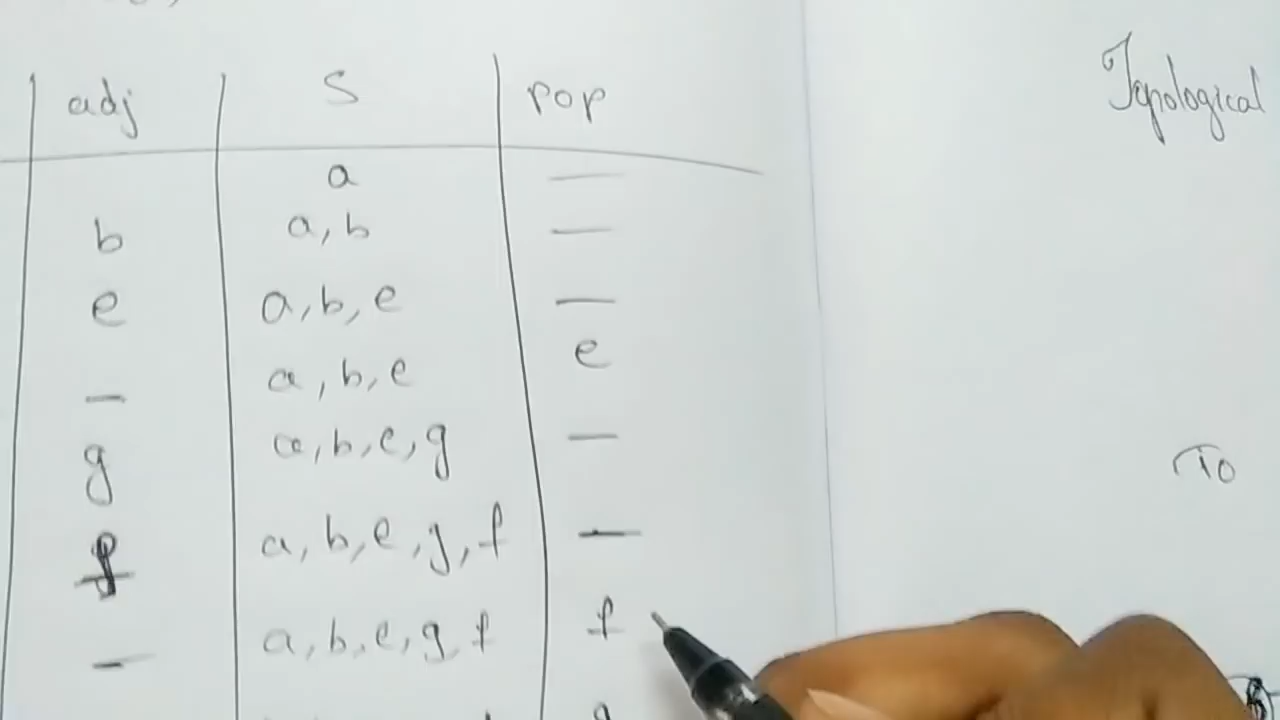 adj S pop
Topological
a —
b a, b —
e a, b, e —
— a, b, e e
g a, b, e, g —
To
f a, b, e, g, f —
— a, b, e, g, f f